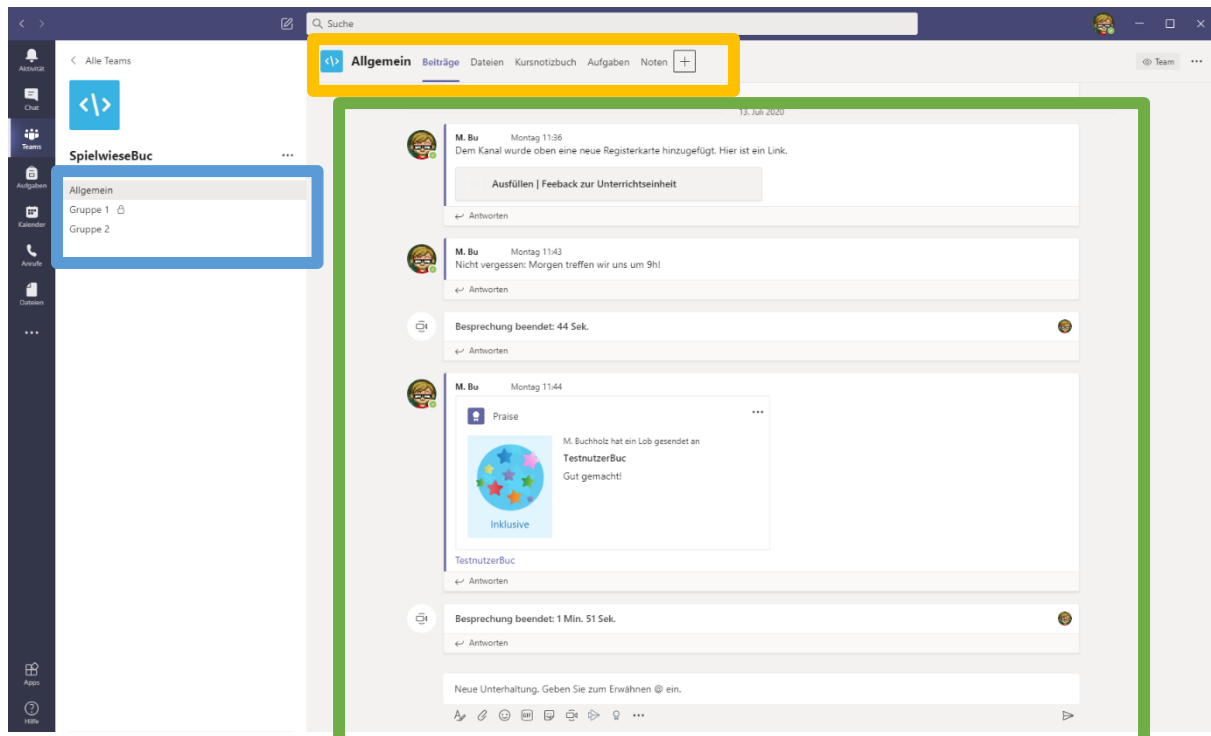 Suche
Aktivität
Chat
Teams
Aufgaben
Kalender
Anrufe
Dateien
Apps
Hilfe
Alle Teams
SpielwieseBuc
Allgemein
Gruppe 1
Gruppe 2
Allgemein Beiträge Dateien Kursnotizbuch Aufgaben Noten
Team
13. Juli 2020
M. Bu Montag 11:36
Dem Kanal wurde oben eine neue Registerkarte hinzugefügt. Hier ist ein Link.
Ausfüllen | Feeback zur Unterrichtseinheit
Antworten
M. Bu Montag 11:43
Nicht vergessen: Morgen treffen wir uns um 9h!
Antworten
Besprechung beendet: 44 Sek.
Antworten
M. Bu Montag 11:44
Praise
M. Buchholz hat ein Lob gesendet an
TestnutzerBuc
Gut gemacht!
Inklusive
TestnutzerBuc
Antworten
Besprechung beendet: 1 Min. 51 Sek.
Antworten
Neue Unterhaltung. Geben Sie zum Erwähnen @ ein.
GIF